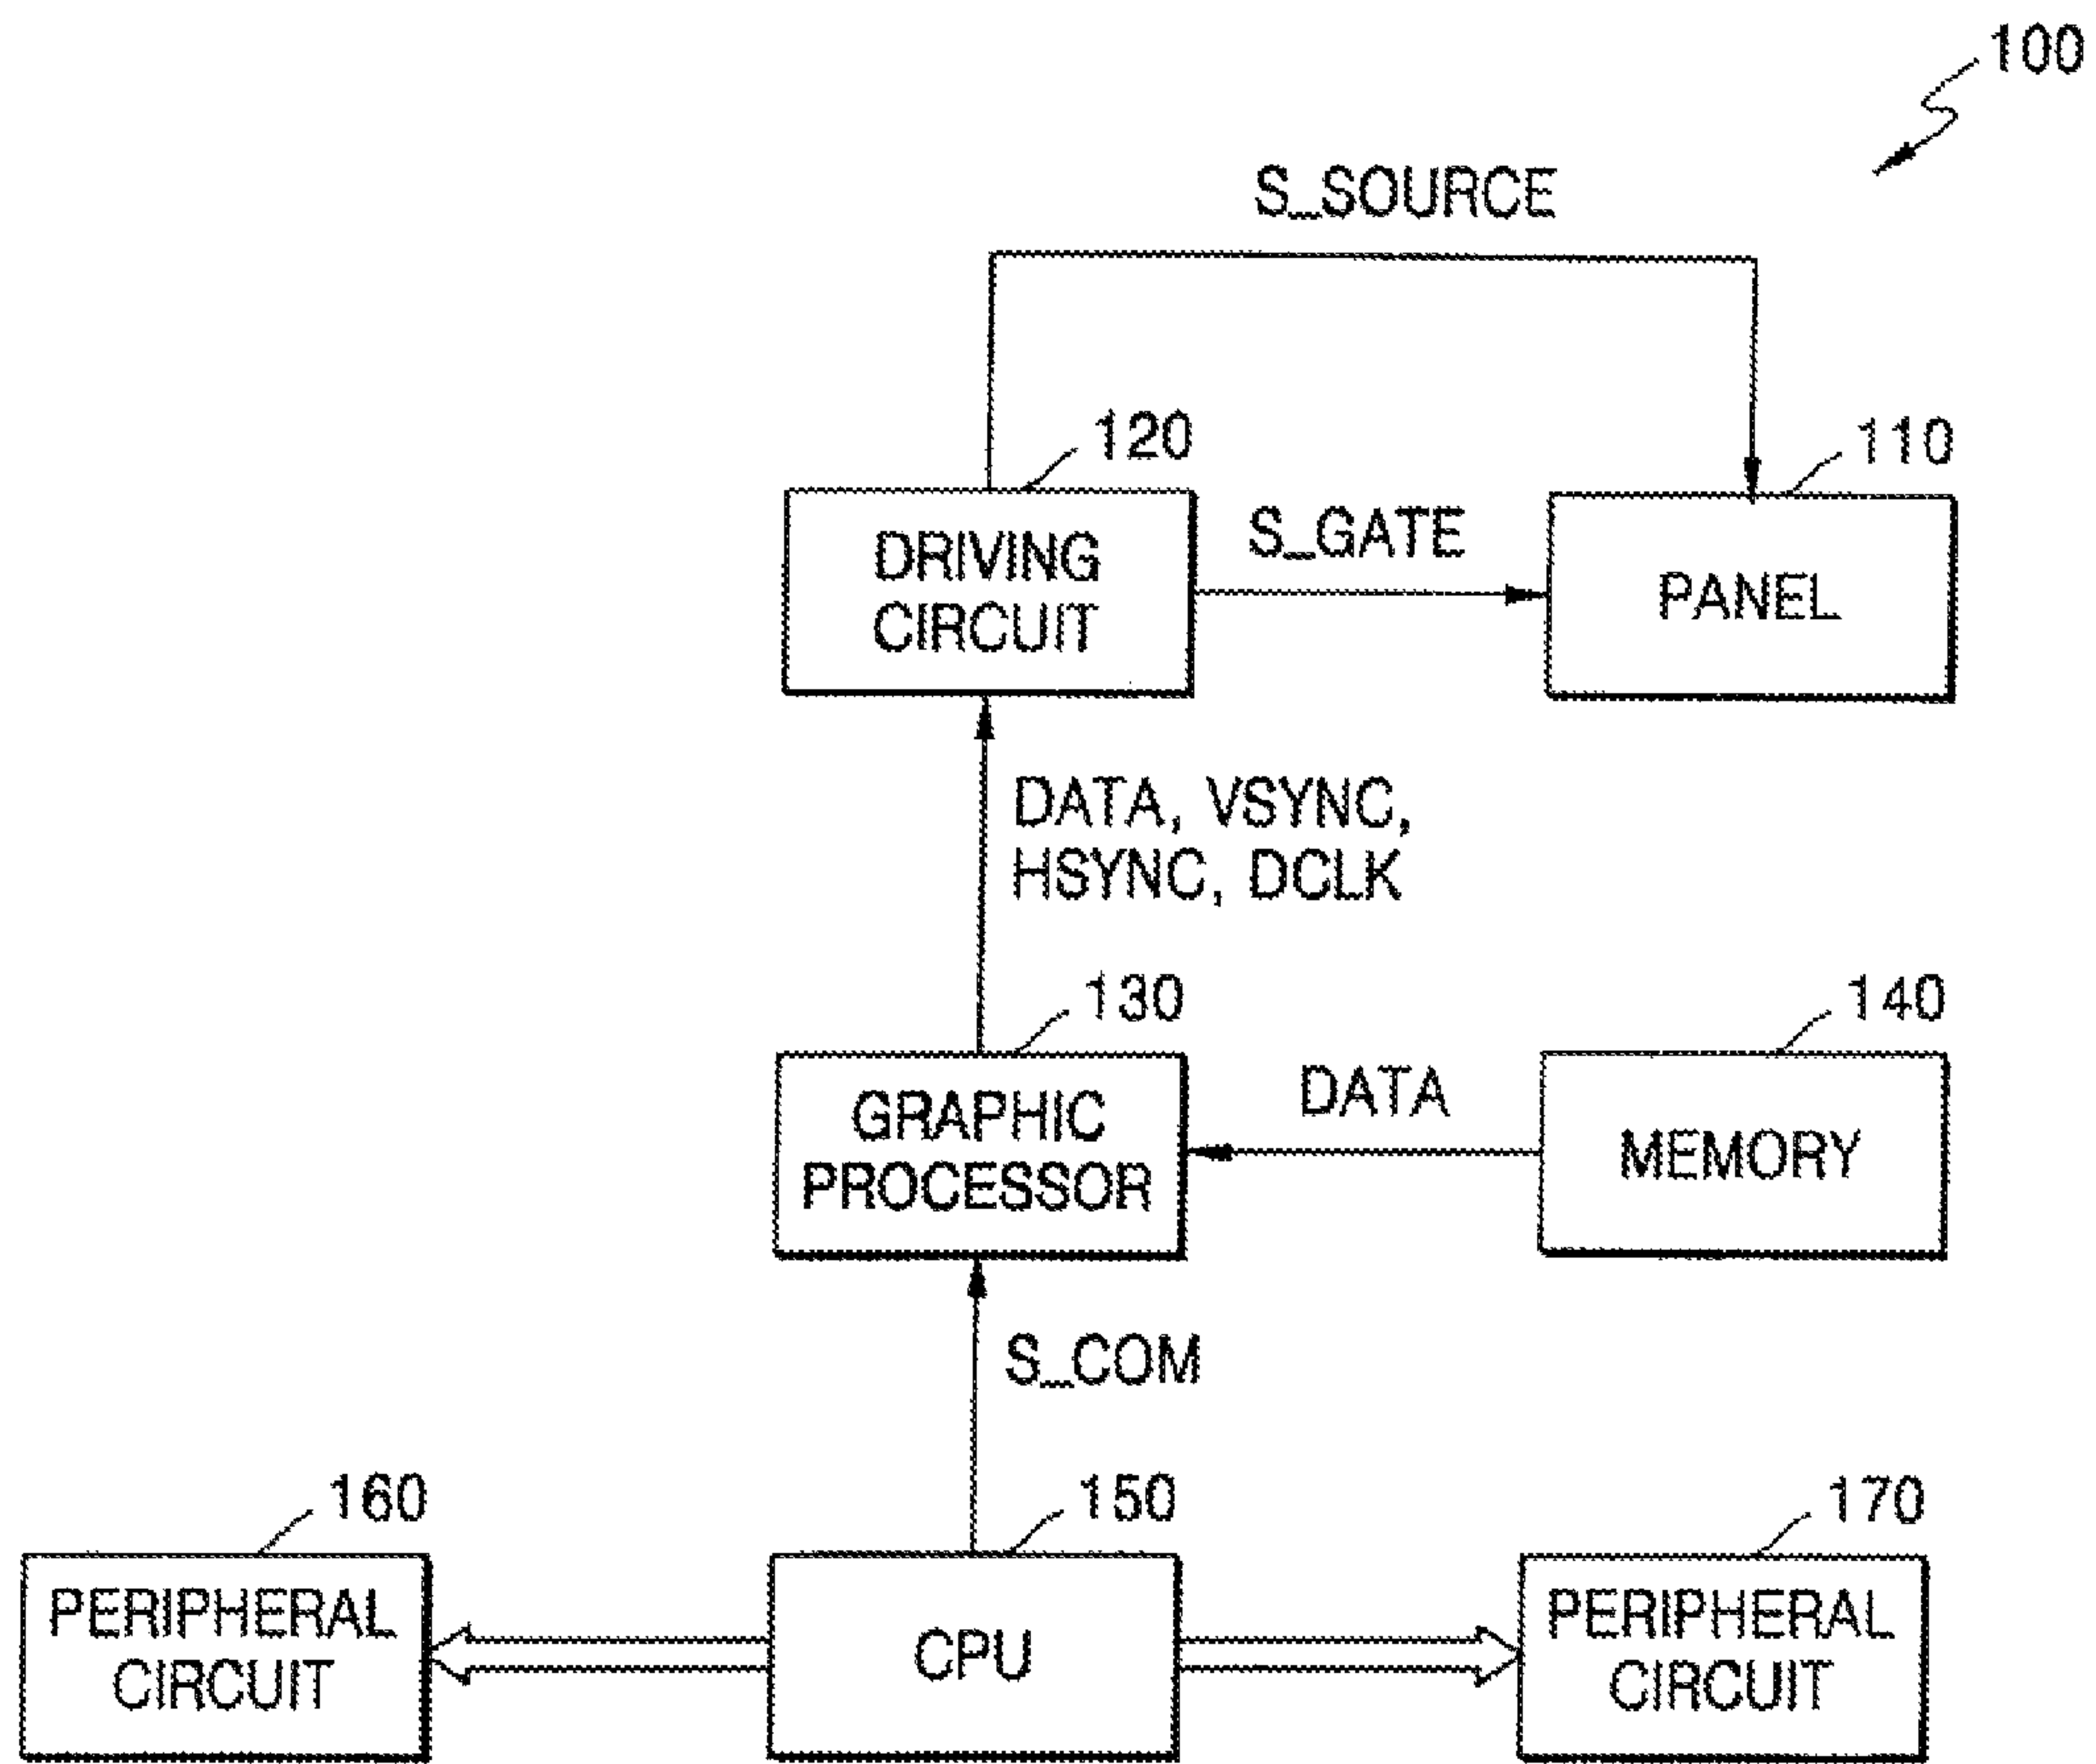 100
S_SOURCE
120
110
DRIVING
CIRCUIT
S_GATE
PANEL
DATA, VSYNC,
HSYNC, DCLK
130
140
GRAPHIC
PROCESSOR
DATA
MEMORY
S_COM
160
150
170
PERIPHERAL
CIRCUIT
CPU
PERIPHERAL
CIRCUIT